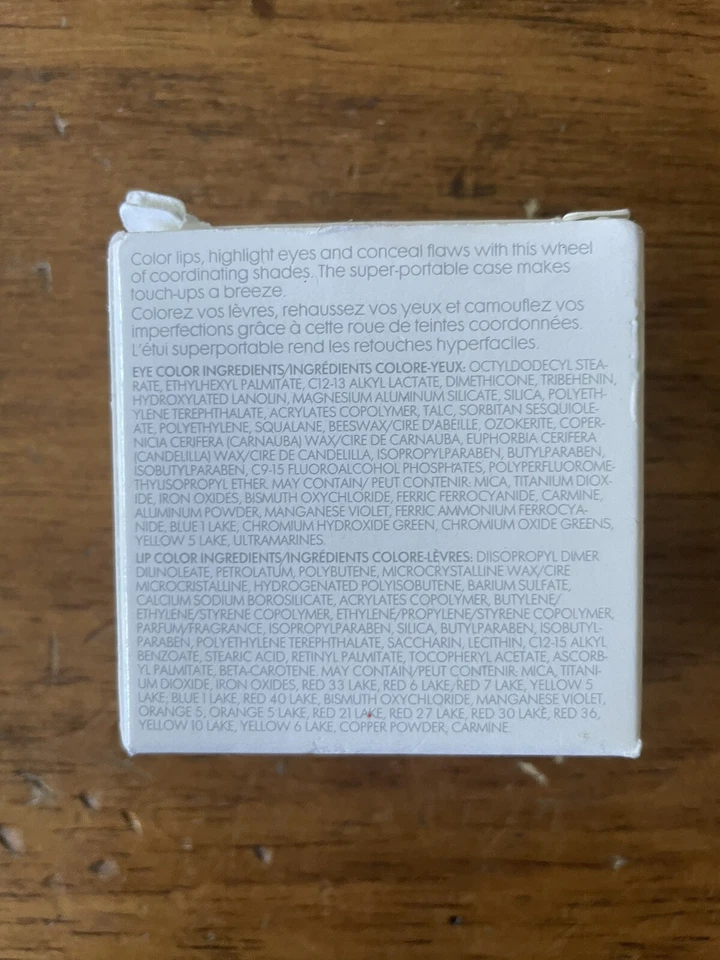 Color lips, highlight eyes and conceal flaws with this wheel
of coordinating shades. The super-portable case makes
touch-ups a breeze.
Colorez vos lèvres, rehaussez vos yeux et camouflez vos
imperfections grâce à cette roue de teintes coordonnées.
L'étui superportable rend les retouches hyperfaciles.
EYE COLOR INGREDIENTS/INGRÉDIENTS COLORE-YEUX: OCTYLDODECYL STEA-
RATE, ETHYLHEXYL PALMITATE, C12-13 ALKYL LACTATE, DIMETHICONE, TRIBEHENIN,
HYDROXYLATED LANOLIN, MAGNESIUM ALUMINUM SILICATE, SILICA, POLYETH-
YLENE TEREPHTHALATE, ACRYLATES COPOLYMER, TALC, SORBITAN SESQUIOLE-
ATE, POLYETHYLENE, SQUALANE, BEESWAX/CIRE D'ABEILLE, OZOKERITE, COPER-
NICIA CERIFERA (CARNAUBA) WAX/CIRE DE CARNAUBA, EUPHORBIA CERIFERA
(CANDELILLA) WAX/CIRE DE CANDELILLA, ISOPROPYLPARABEN, BUTYLPARABEN,
ISOBUTYLPARABEN, C9-15 FLUOROALCOHOL PHOSPHATES, POLYPERFLUOROME-
THYLISOPROPYL ETHER. MAY CONTAIN/ PEUT CONTENIR: MICA, TITANIUM DIOX-
IDE, IRON OXIDES, BISMUTH OXYCHLORIDE, FERRIC FERROCYANIDE, CARMINE,
ALUMINUM POWDER, MANGANESE VIOLET, FERRIC AMMONIUM FERROCYA-
NIDE, BLUE 1 LAKE, CHROMIUM HYDROXIDE GREEN, CHROMIUM OXIDE GREENS,
YELLOW 5 LAKE, ULTRAMARINES.
LIP COLOR INGREDIENTS/INGRÉDIENTS COLORE-LÈVRES: DIISOPROPYL DIMER
DILINOLEATE, PETROLATUM, POLYBUTENE, MICROCRYSTALLINE WAX/CIRE
MICROCRISTALLINE, HYDROGENATED POLYISOBUTENE, BARIUM SULFATE,
CALCIUM SODIUM BOROSILICATE, ACRYLATES COPOLYMER, BUTYLENE/
ETHYLENE/STYRENE COPOLYMER, ETHYLENE/PROPYLENE/STYRENE COPOLYMER,
PARFUM/FRAGRANCE, ISOPROPYLPARABEN, SILICA, BUTYLPARABEN, ISOBUTYL-
PARABEN, POLYETHYLENE TEREPHTHALATE, SACCHARIN, LECITHIN, C12-15 ALKYL
BENZOATE, STEARIC ACID, RETINYL PALMITATE, TOCOPHERYL ACETATE, ASCORB-
YL PALMITATE, BETA-CAROTENE. MAY CONTAIN/PEUT CONTENIR: MICA, TITANI-
UM DIOXIDE, IRON OXIDES, RED 33 LAKE, RED 6 LAKE, RED 7 LAKE, YELLOW 5
LAKE, BLUE 1 LAKE, RED 40 LAKE, BISMUTH OXYCHLORIDE, MANGANESE VIOLET,
ORANGE 5, ORANGE 5 LAKE, RED 21 LAKE, RED 27 LAKE, RED 30 LAKE, RED 36,
YELLOW 10 LAKE, YELLOW 6 LAKE, COPPER POWDER, CARMINE.